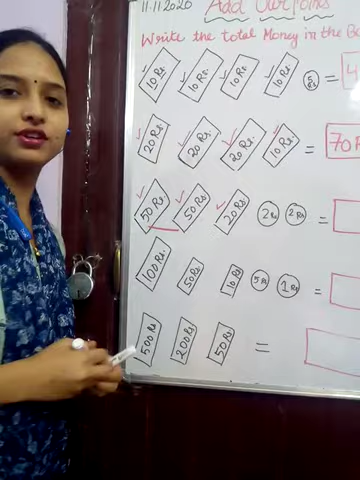 11.11.2020 Add Our Coins
Write the total Money in the Bo
10 Rs. 10 Rs. 10 Rs. 10 Rs. 5 Rs = 4
20 Rs. 20 Rs. 20 Rs. 10 Rs. = 70 R
50 Rs 50 Rs. 20 Rs. 2 Rs 2 Rs =
100 Rs. 50 Rs 10 Rs 5 Rs 1 Rs =
500 Rs 200 Rs 50 Rs =